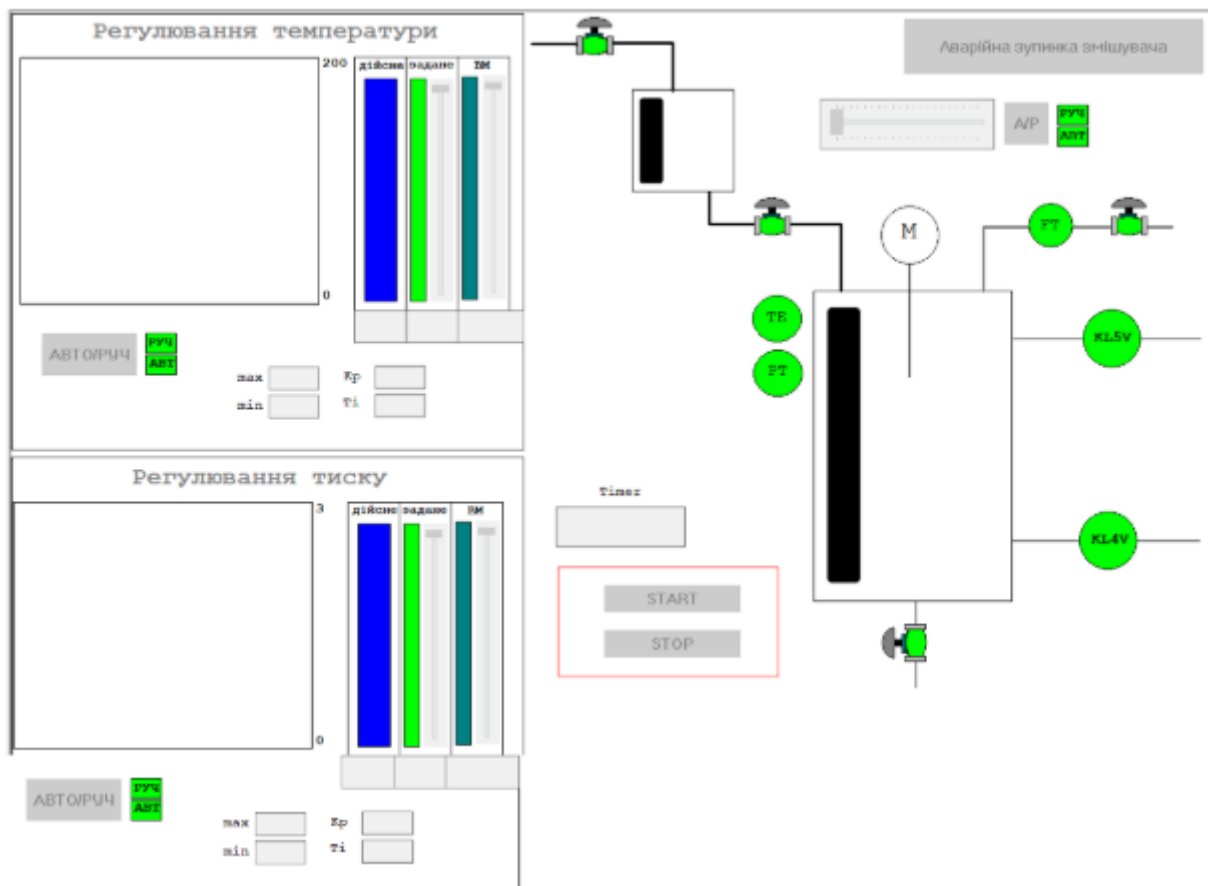 Регулювання температури
200
дійсне задане ВМ
0
АВТО/РУЧ
РУЧ
АВТ
max
Kp
min
Ti
Регулювання тиску
3
дійсне задане ВМ
0
АВТО/РУЧ
РУЧ
АВТ
max
Kp
min
Ti
Аварійна зупинка змішувача
А/Р
РУЧ
АВТ
M
FT
TE
PT
KL5V
KL4V
Timer
START
STOP